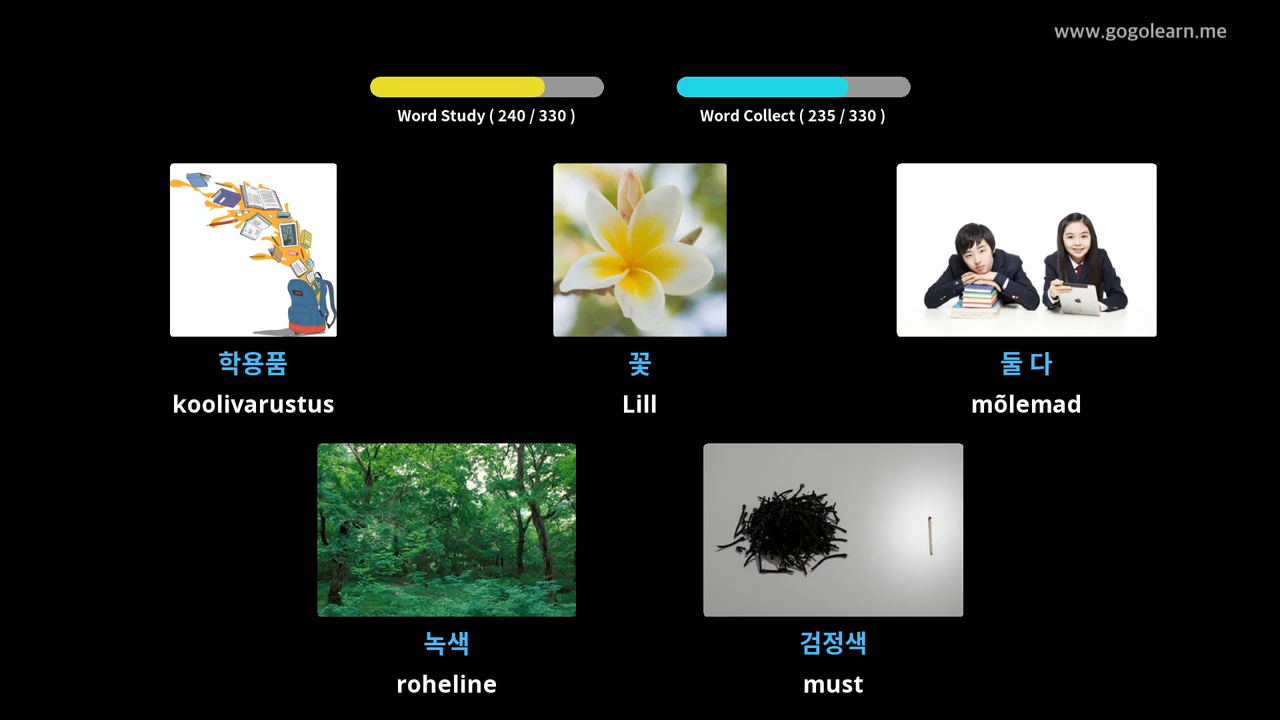 www.gogolearn.me
Word Study ( 240 / 330 )
Word Collect ( 235 / 330 )
학용품
꽃
둘 다
koolivarustus
Lill
mõlemad
녹색
검정색
roheline
must